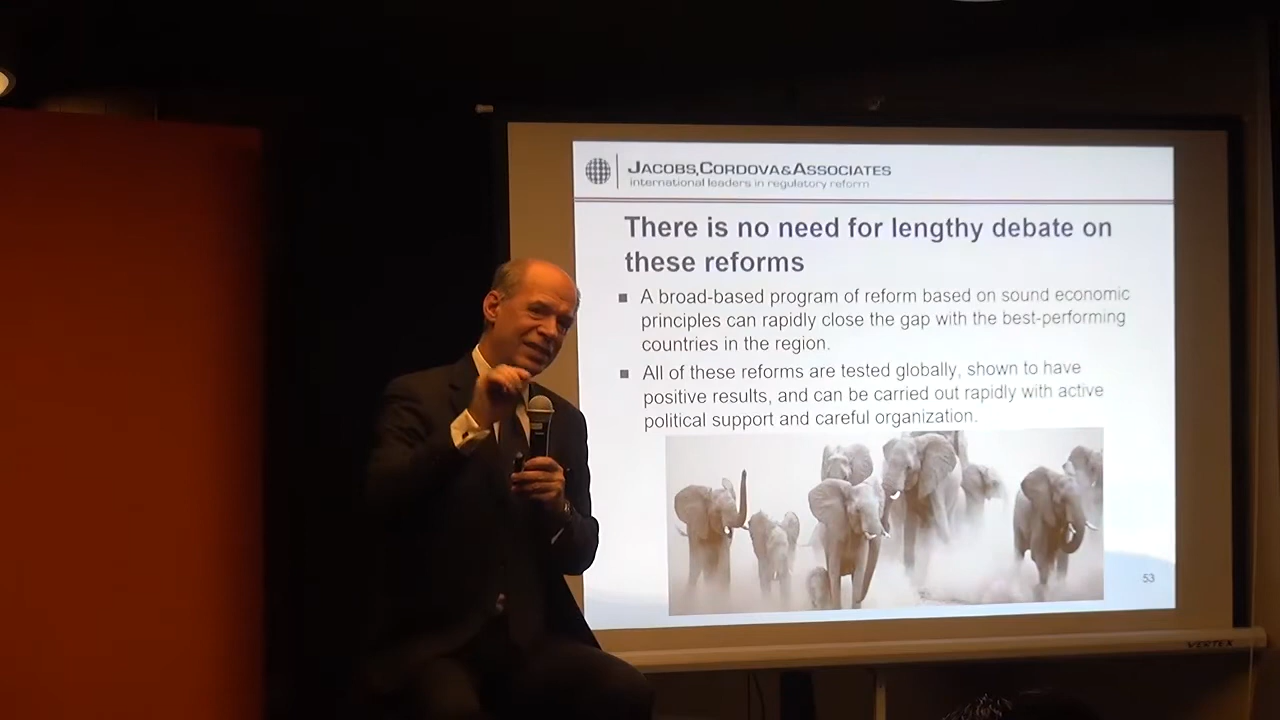 JACOBS,CORDOVA&ASSOCIATES
international leaders in regulatory reform
There is no need for lengthy debate on
these reforms
A broad-based program of reform based on sound economic
principles can rapidly close the gap with the best-performing
countries in the region.
All of these reforms are tested globally, shown to have
positive results, and can be carried out rapidly with active
political support and careful organization.
53
VERTEX